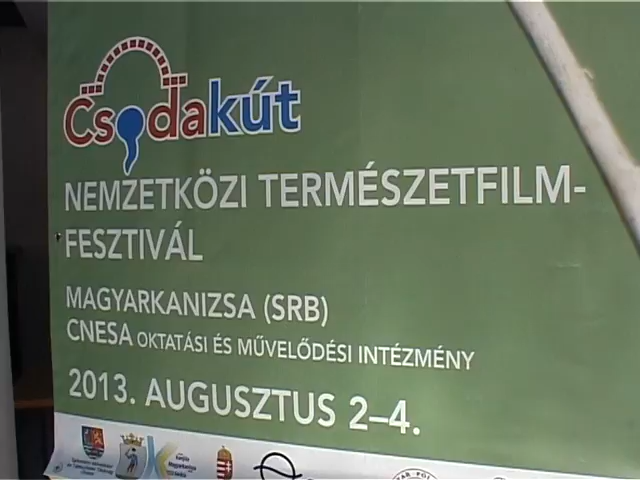 Csodakút
NEMZETKÖZI TERMÉSZETFILM-
FESZTIVÁL
MAGYARKANIZSA (SRB)
CNESA OKTATÁSI ÉS MŰVELŐDÉSI INTÉZMÉNY
2013. AUGUSZTUS 2–4.